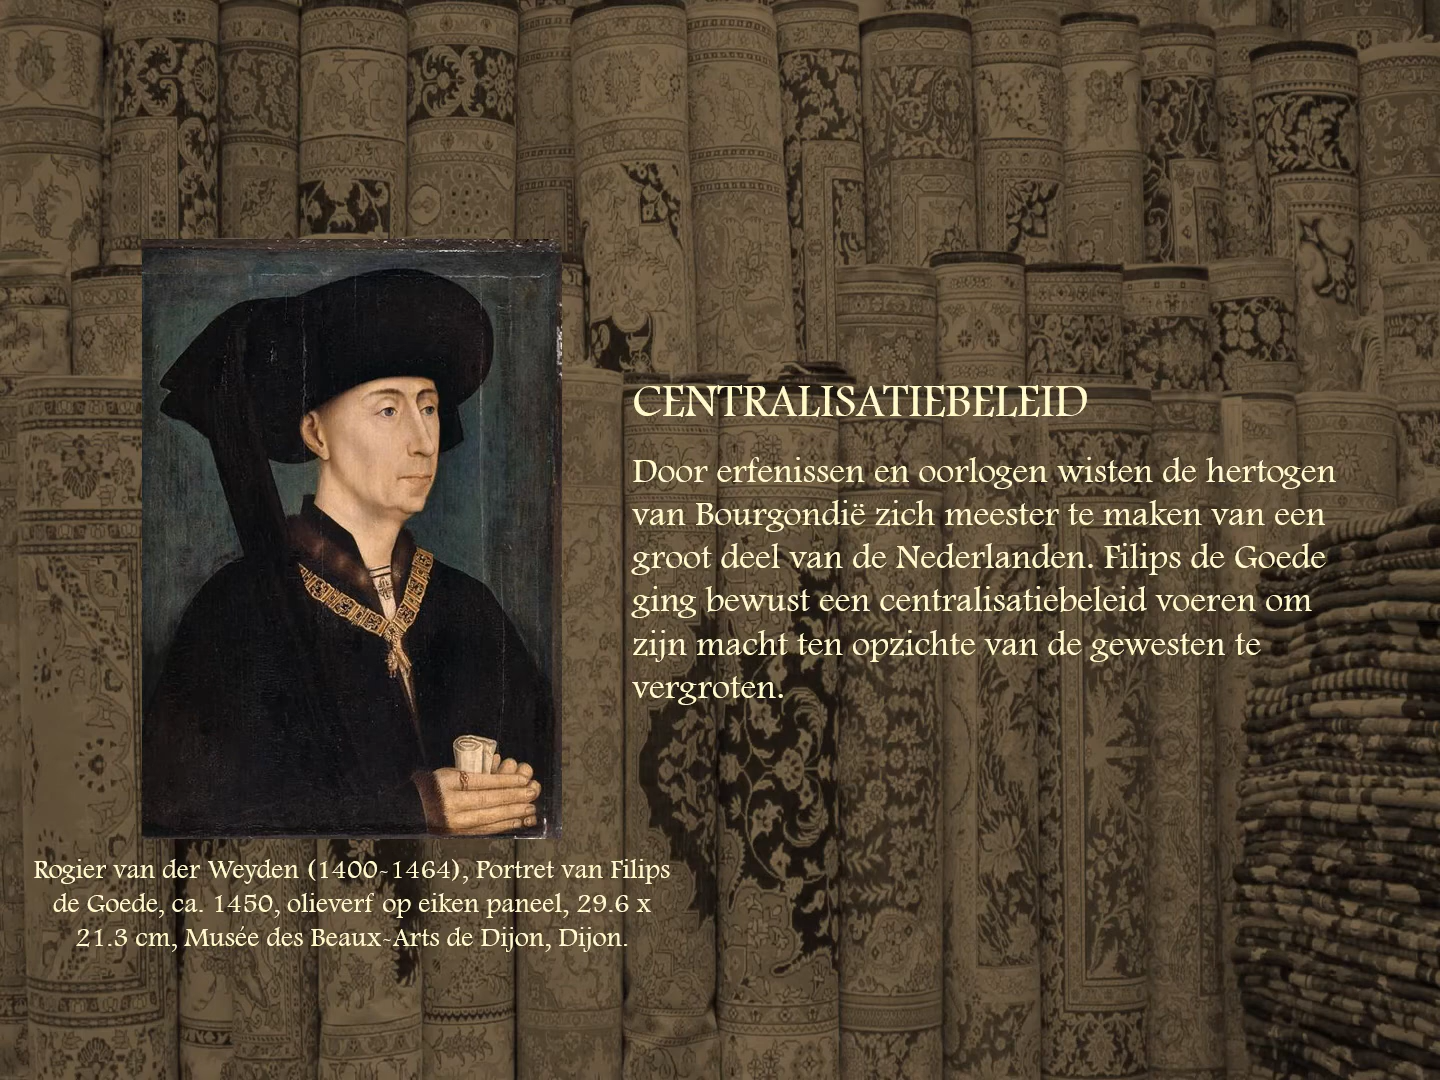 CENTRALISATIEBELEID
Door erfenissen en oorlogen wisten de hertogen
van Bourgondië zich meester te maken van een
groot deel van de Nederlanden. Filips de Goede
ging bewust een centralisatiebeleid voeren om
zijn macht ten opzichte van de gewesten te
vergroten.
Rogier van der Weyden (1400-1464), Portret van Filips
de Goede, ca. 1450, olieverf op eiken paneel, 29.6 x
21.3 cm, Musée des Beaux-Arts de Dijon, Dijon.